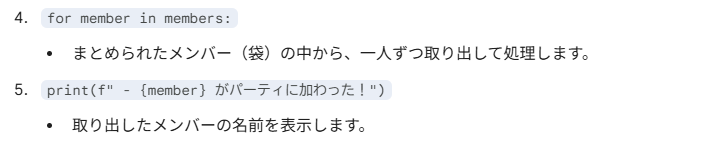 4. for member in members:
• まとめられたメンバー（袋）の中から、一人ずつ取り出して処理します。
5. print(f" - {member} がパーティに加わった！")
• 取り出したメンバーの名前を表示します。